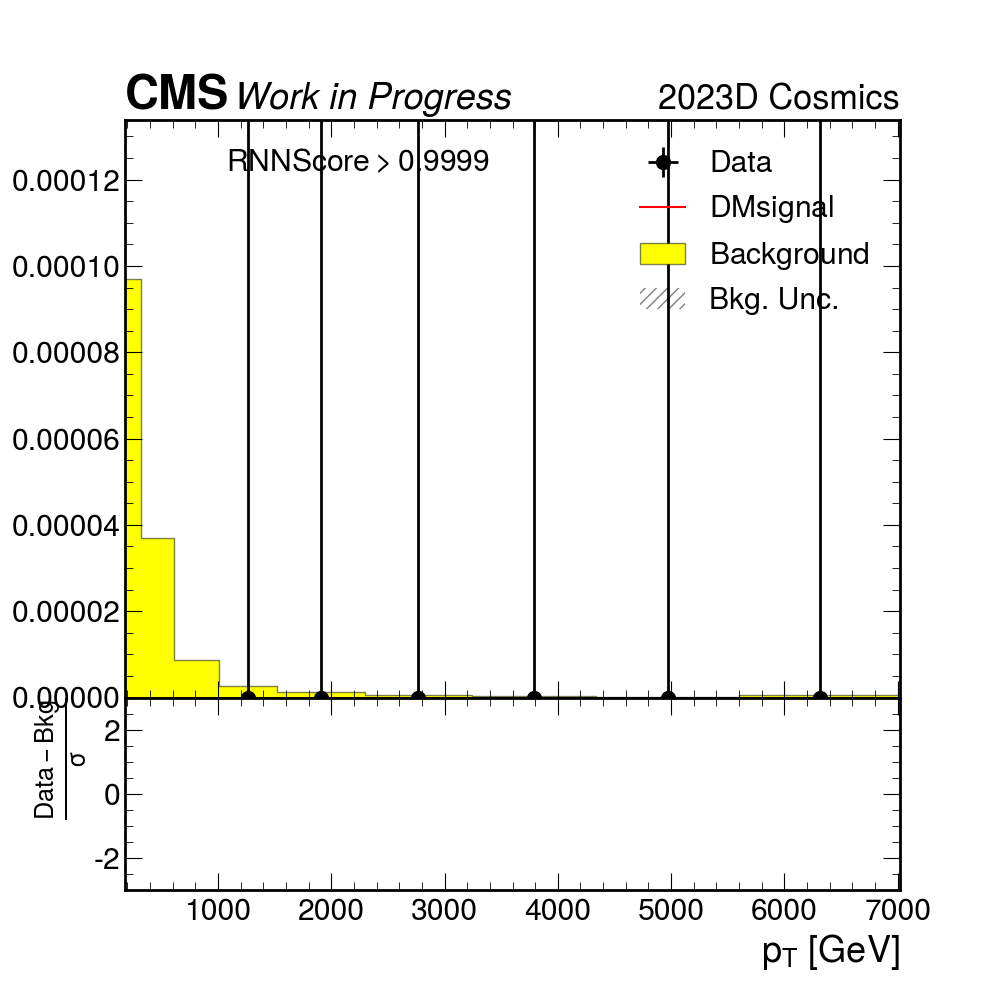 CMS Work in Progress 2023D Cosmics
RNNScore > 0.9999
Data
DMsignal
Background
Bkg. Unc.
0.00012
0.00010
0.00008
0.00006
0.00004
0.00002
0.00000
Data – Bkg
σ
2
0
-2
1000 2000 3000 4000 5000 6000 7000
pT [GeV]